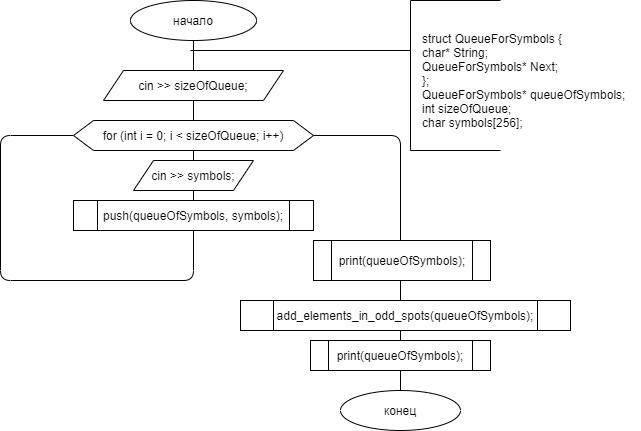 начало
struct QueueForSymbols {
char* String;
QueueForSymbols* Next;
};
QueueForSymbols* queueOfSymbols;
int sizeOfQueue;
char symbols[256];
cin >> sizeOfQueue;
for (int i = 0; i < sizeOfQueue; i++)
cin >> symbols;
push(queueOfSymbols, symbols);
print(queueOfSymbols);
add_elements_in_odd_spots(queueOfSymbols);
print(queueOfSymbols);
конец